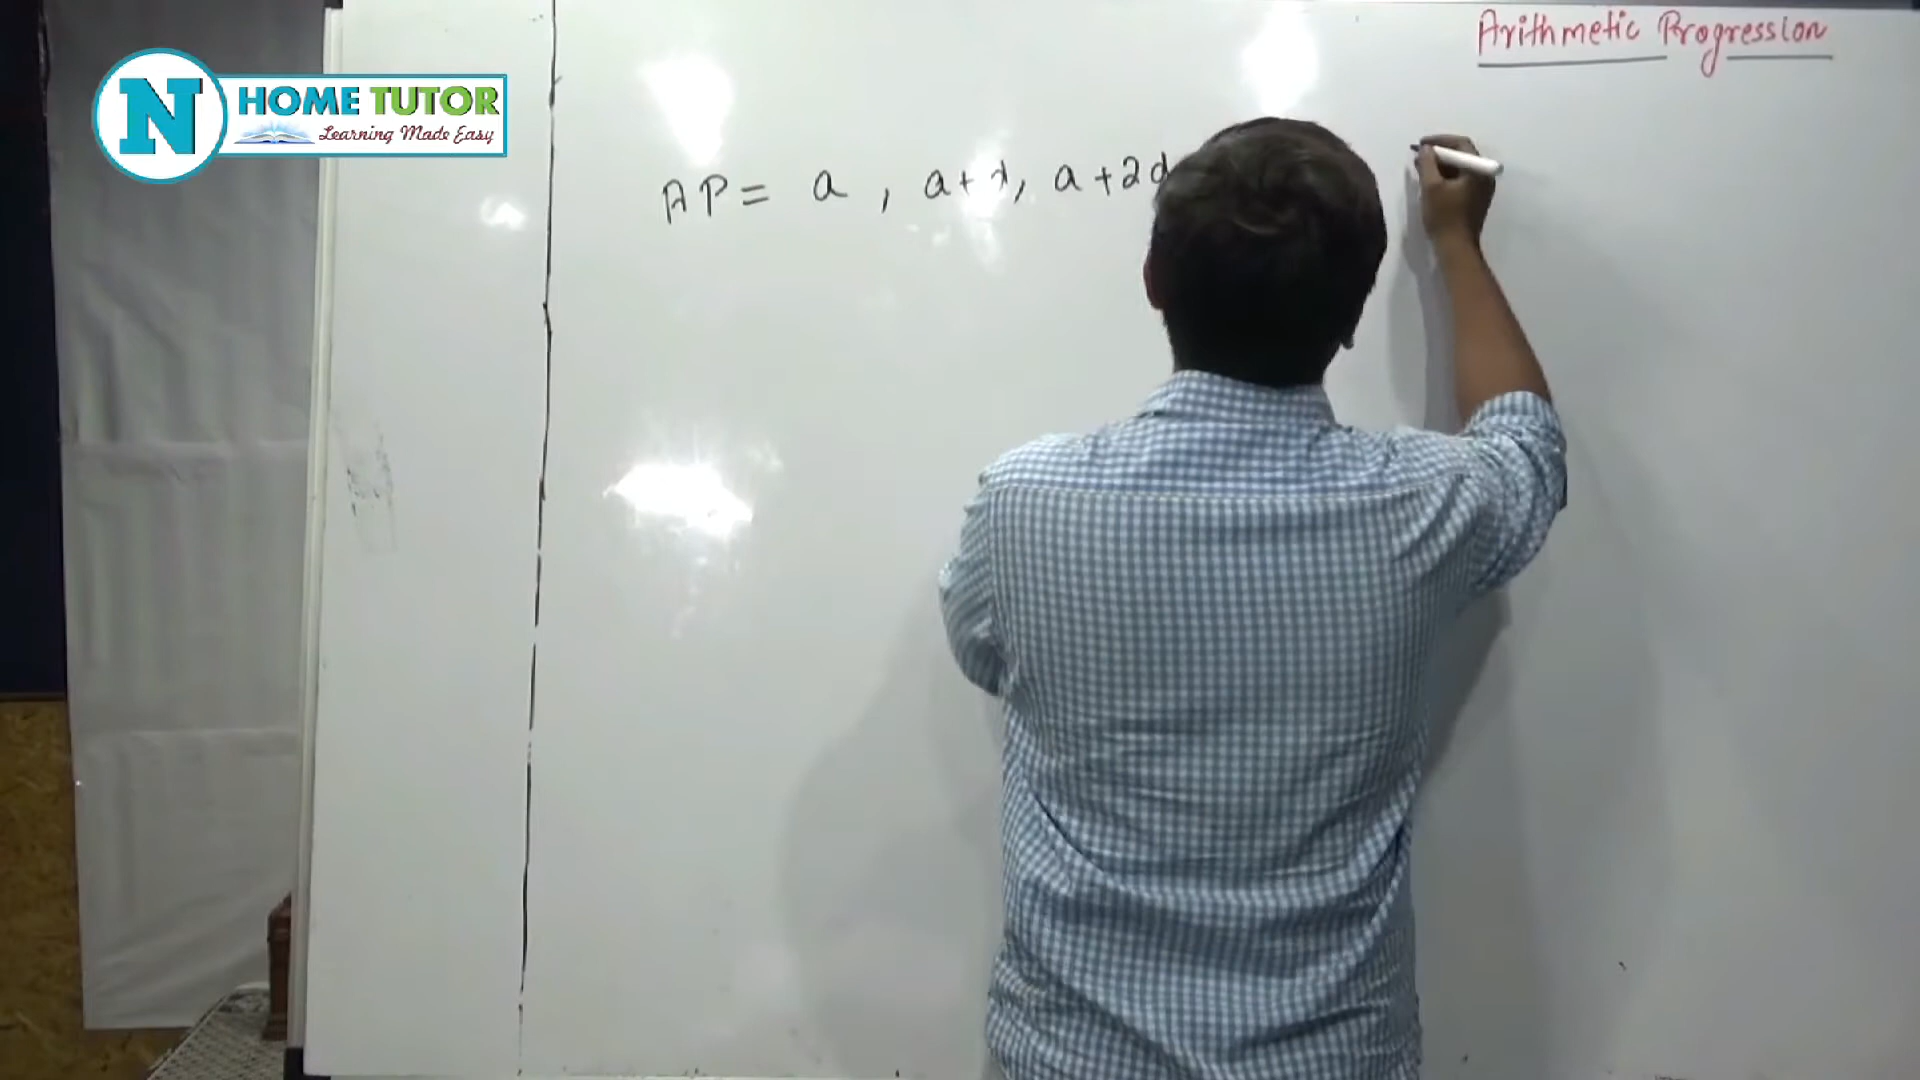 Arithmetic Progression
N HOME TUTOR
Learning Made Easy
AP = a , a+d, a+2d